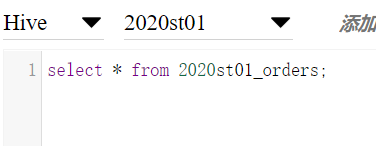 Hive 2020st01 添加
1 select * from 2020st01_orders;